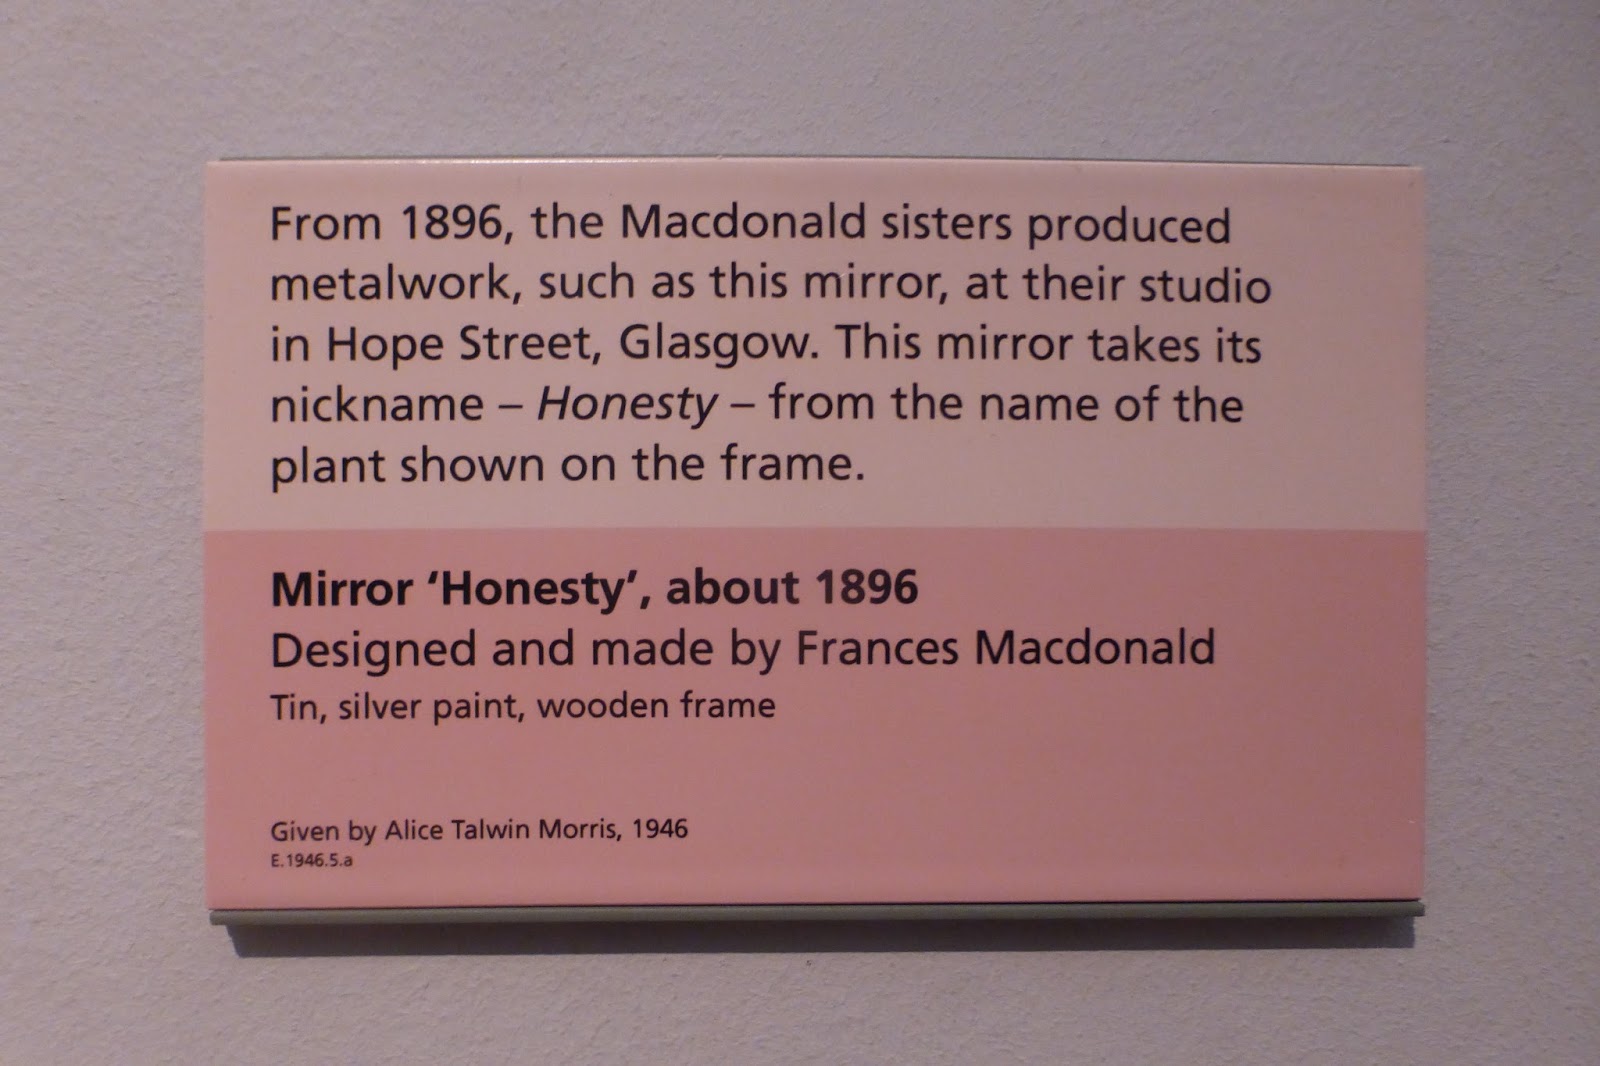 From 1896, the Macdonald sisters produced
metalwork, such as this mirror, at their studio
in Hope Street, Glasgow. This mirror takes its
nickname – Honesty – from the name of the
plant shown on the frame.
Mirror ‘Honesty’, about 1896
Designed and made by Frances Macdonald
Tin, silver paint, wooden frame
Given by Alice Talwin Morris, 1946
E.1946.5.a